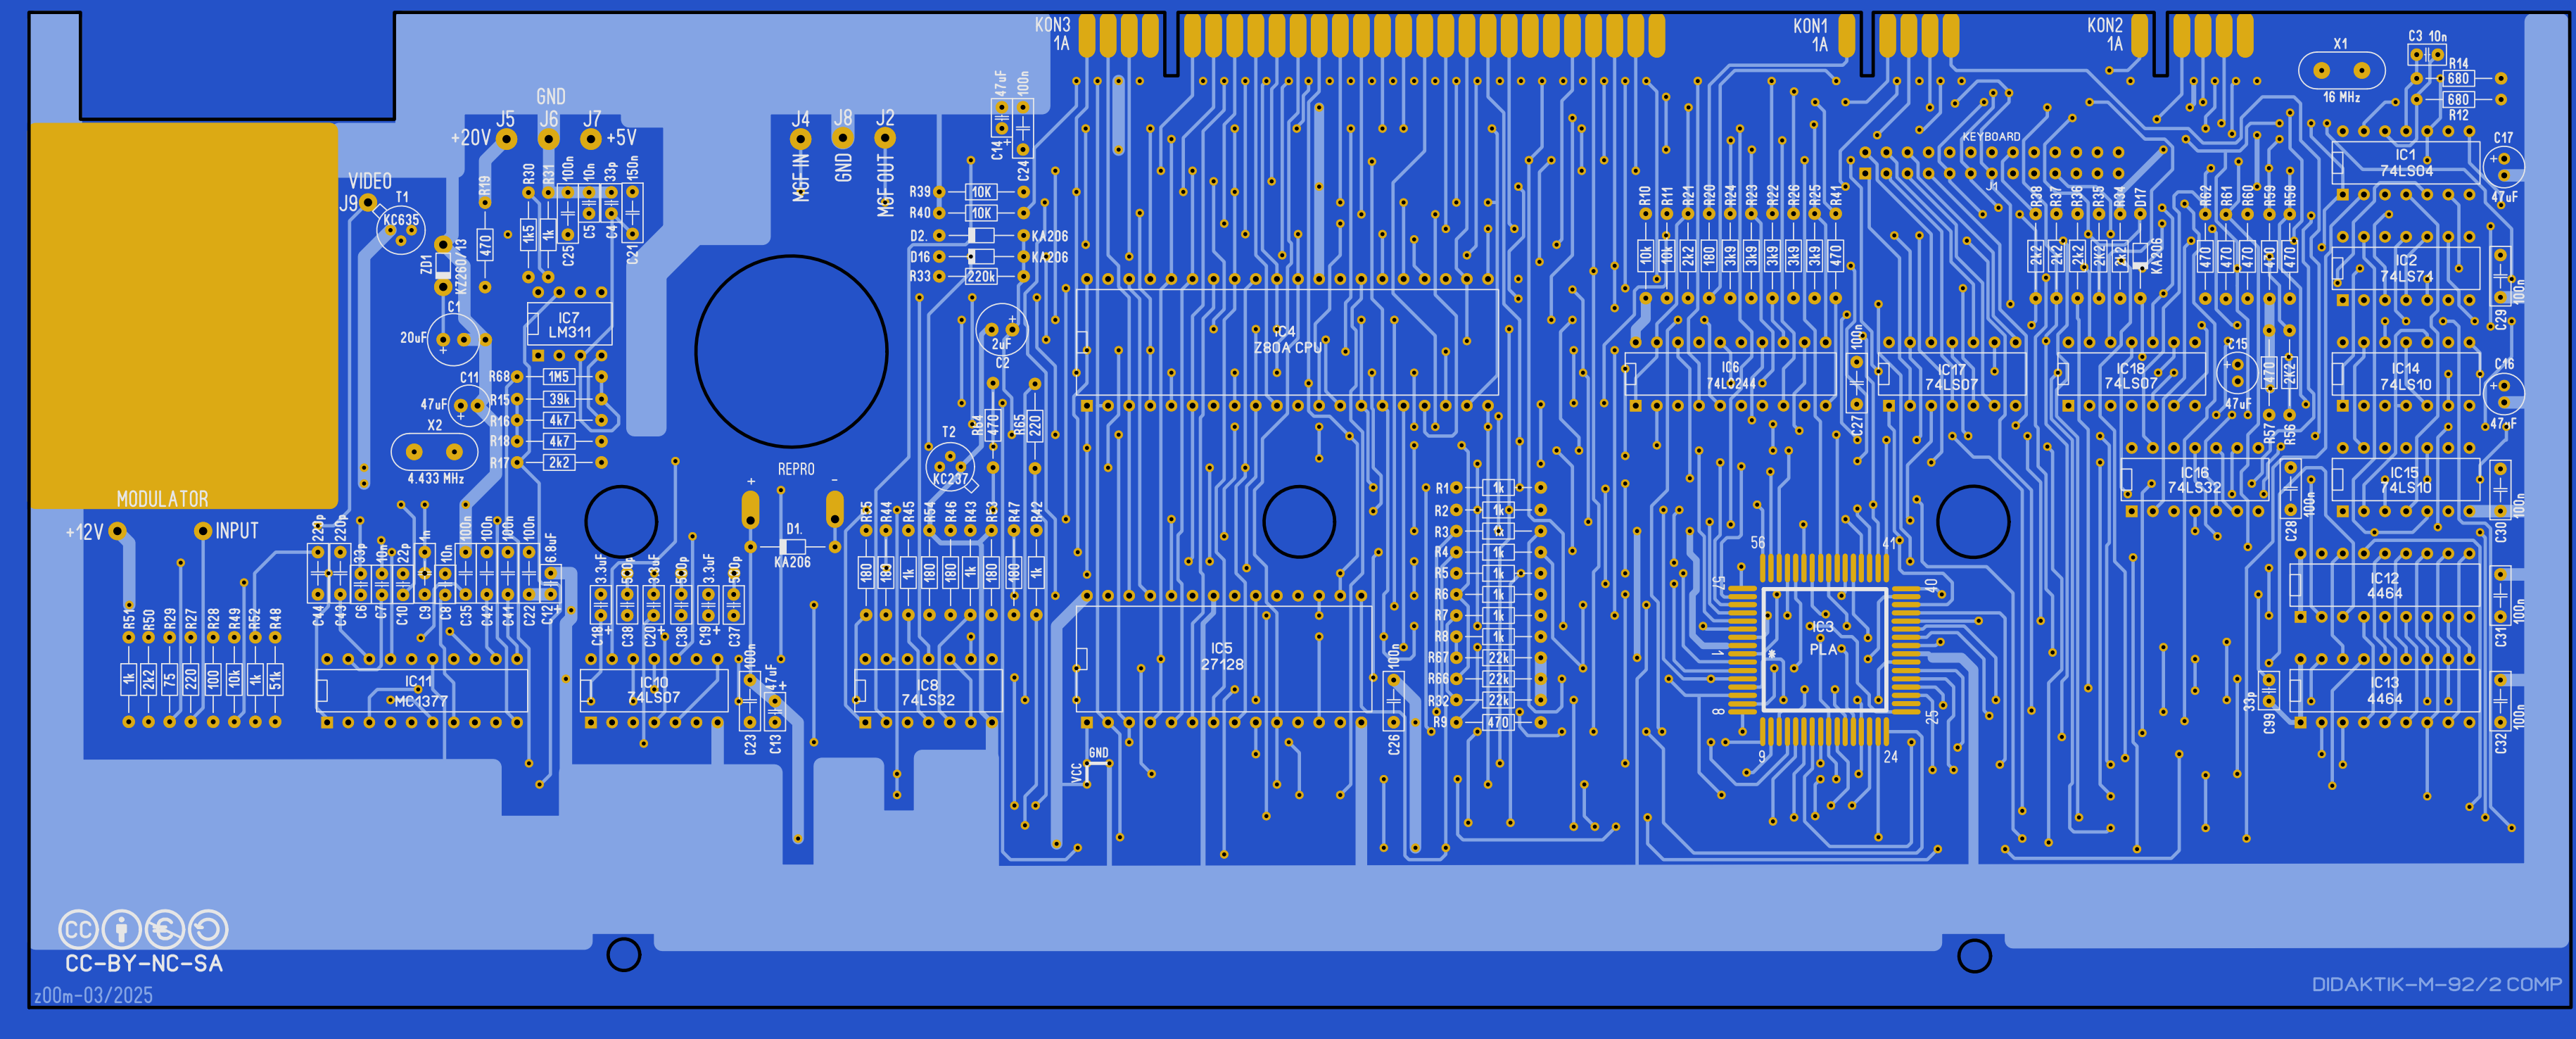 KON3
1A
KON1
1A
KON2
1A
X1
16 MHz
C3 10n
R14
680
680
R12
GND
J5
J6
J7
+20V
+5V
J4
J8
J2
MGF IN
GND
MGF OUT
47uF
100n
C14
+
C24
KEYBOARD
J1
VIDEO
J9
T1
KC635
ZD1
KZ260/13
R19
470
R30
R31
100n
10n
33p
150n
1k5
1k
C25
C5
C4
C21
R39
10K
R40
10K
D2.
KA206
D16
KA206
R33
220k
R10
R11
R21
R20
R24
R23
R22
R26
R25
R41
10k
10k
2k2
180
3k9
3k9
3k9
3k9
3k9
470
R38
R37
R36
R35
R34
D17
2k2
2k2
2k2
2K2
2k2
KA206
R62
R61
R60
R59
R58
470
470
470
470
470
IC1
74LS04
C17
47uF
IC2
74LS74
100n
C29
C1
20uF
+
IC7
LM311
2uF
C2
+
IC4
Z80A CPU
IC6
74LS244
100n
C27
IC17
74LS07
IC18
74LS07
C15
47uF
470
2K2
R57
R56
IC14
74LS10
C16
47uF
C11
47uF
+
R68
1M5
R15
39k
R16
4k7
R18
4k7
R17
2k2
X2
4.433 MHz
R64
470
R65
220
T2
KC237
REPRO
+
-
D1.
KA206
IC16
74LS32
C28
100n
IC15
74LS10
100n
C30
MODULATOR
+12V
INPUT
R1
1k
R2
1k
R3
1k
R4
1k
R5
1k
R6
1k
R7
1k
R8
1k
R67
22k
R66
22k
R32
22k
R9
470
220p
220p
33p
10n
22p
1n
10n
100n
100n
100n
100n
6.8uF
C44
C43
C6
C7
C10
C9
C8
C35
C42
C41
C22
C12
+
3.3uF
3.3uF
3.3uF
C18
C38
C20
C36
C19
C37
R55
R44
R45
R54
R46
R43
R53
R47
R42
180
180
1k
180
180
1k
180
180
1k
56
41
57
40
1
8
25
9
24
IC3
PLA
*
IC12
4464
100n
C31
R51
R50
R29
R27
R28
R49
R52
R48
1k
2k2
75
220
100
10k
1k
51k
IC11
MC1377
IC10
74LS07
100n
47uF
+
C23
C13
IC8
74LS32
IC5
27128
100n
C26
33p
C99
IC13
4464
100n
C32
GND
VCC
CC-BY-NC-SA
z00m-03/2025
DIDAKTIK-M-92/2 COMP